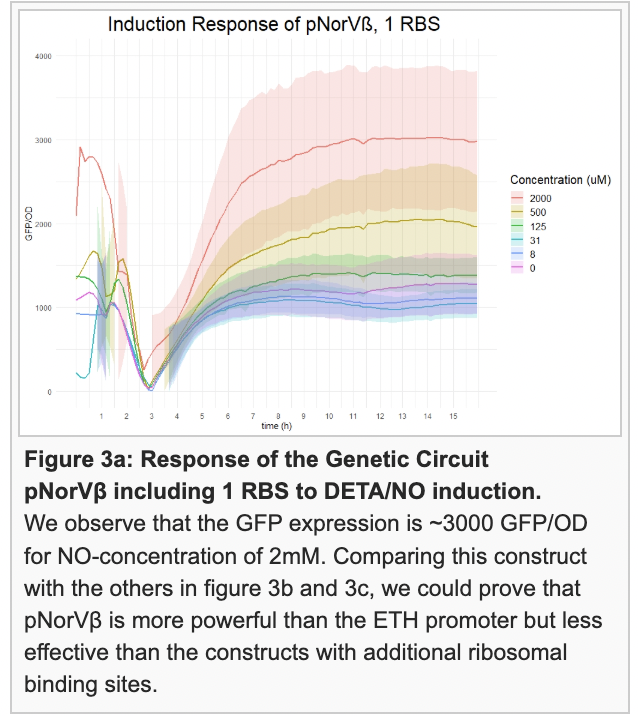 Induction Response of pNorVß, 1 RBS
4000
3000
2000
1000
0
GFP/OD
1 2 3 4 5 6 7 8 9 10 11 12 13 14 15
time (h)
Concentration (uM)
2000
500
125
31
8
0
Figure 3a: Response of the Genetic Circuit
pNorVβ including 1 RBS to DETA/NO induction.
We observe that the GFP expression is ~3000 GFP/OD
for NO-concentration of 2mM. Comparing this construct
with the others in figure 3b and 3c, we could prove that
pNorVβ is more powerful than the ETH promoter but less
effective than the constructs with additional ribosomal
binding sites.